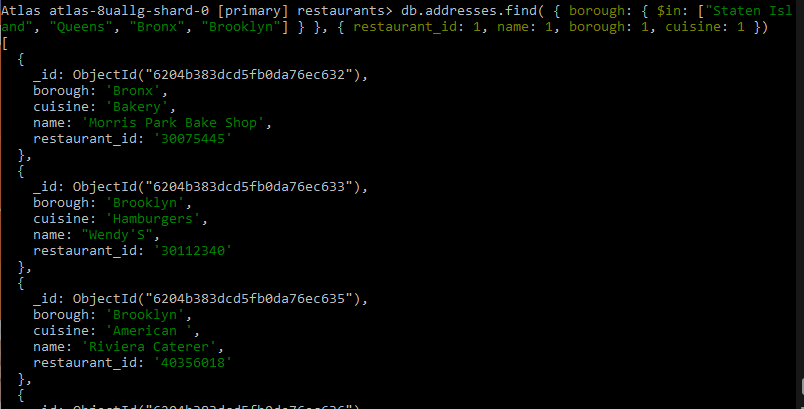 Atlas atlas-8uallg-shard-0 [primary] restaurants> db.addresses.find( { borough: { $in: ["Staten Isl
and", "Queens", "Bronx", "Brooklyn"] } }, { restaurant_id: 1, name: 1, borough: 1, cuisine: 1 })
[
  {
    _id: ObjectId("6204b383dcd5fb0da76ec632"),
    borough: 'Bronx',
    cuisine: 'Bakery',
    name: 'Morris Park Bake Shop',
    restaurant_id: '30075445'
  },
  {
    _id: ObjectId("6204b383dcd5fb0da76ec633"),
    borough: 'Brooklyn',
    cuisine: 'Hamburgers',
    name: "Wendy'S",
    restaurant_id: '30112340'
  },
  {
    _id: ObjectId("6204b383dcd5fb0da76ec635"),
    borough: 'Brooklyn',
    cuisine: 'American ',
    name: 'Riviera Caterer',
    restaurant_id: '40356018'
  },
  {